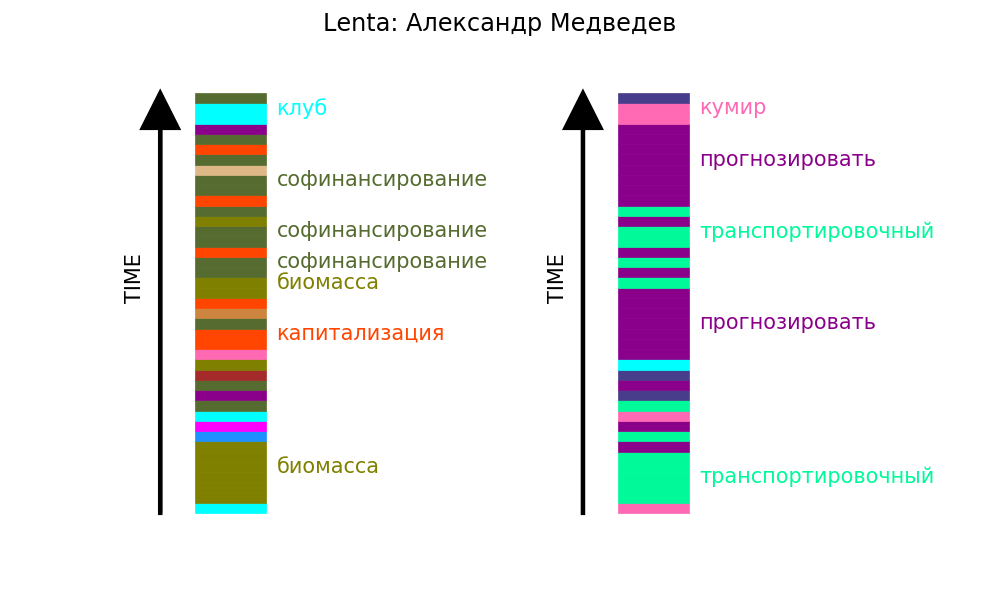 Lenta: Александр Медведев
TIME
клуб
софинансирование
софинансирование
софинансирование
биомасса
капитализация
биомасса
TIME
кумир
прогнозировать
транспортировочный
прогнозировать
транспортировочный